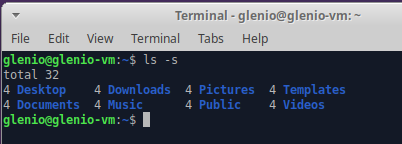 Terminal - glenio@glenio-vm: ~
File Edit View Terminal Tabs Help
glenio@glenio-vm:~$ ls -s
total 32
4 Desktop 4 Downloads 4 Pictures 4 Templates
4 Documents 4 Music 4 Public 4 Videos
glenio@glenio-vm:~$